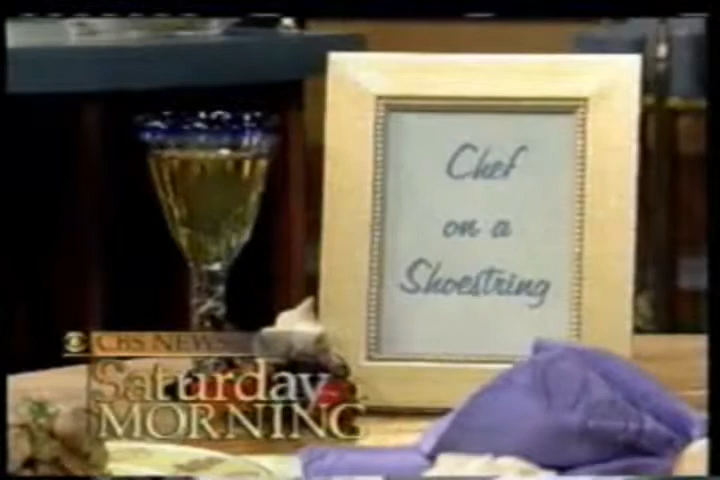 Chef
on a
Shoestring
CBS NEWS
Saturday
MORNING